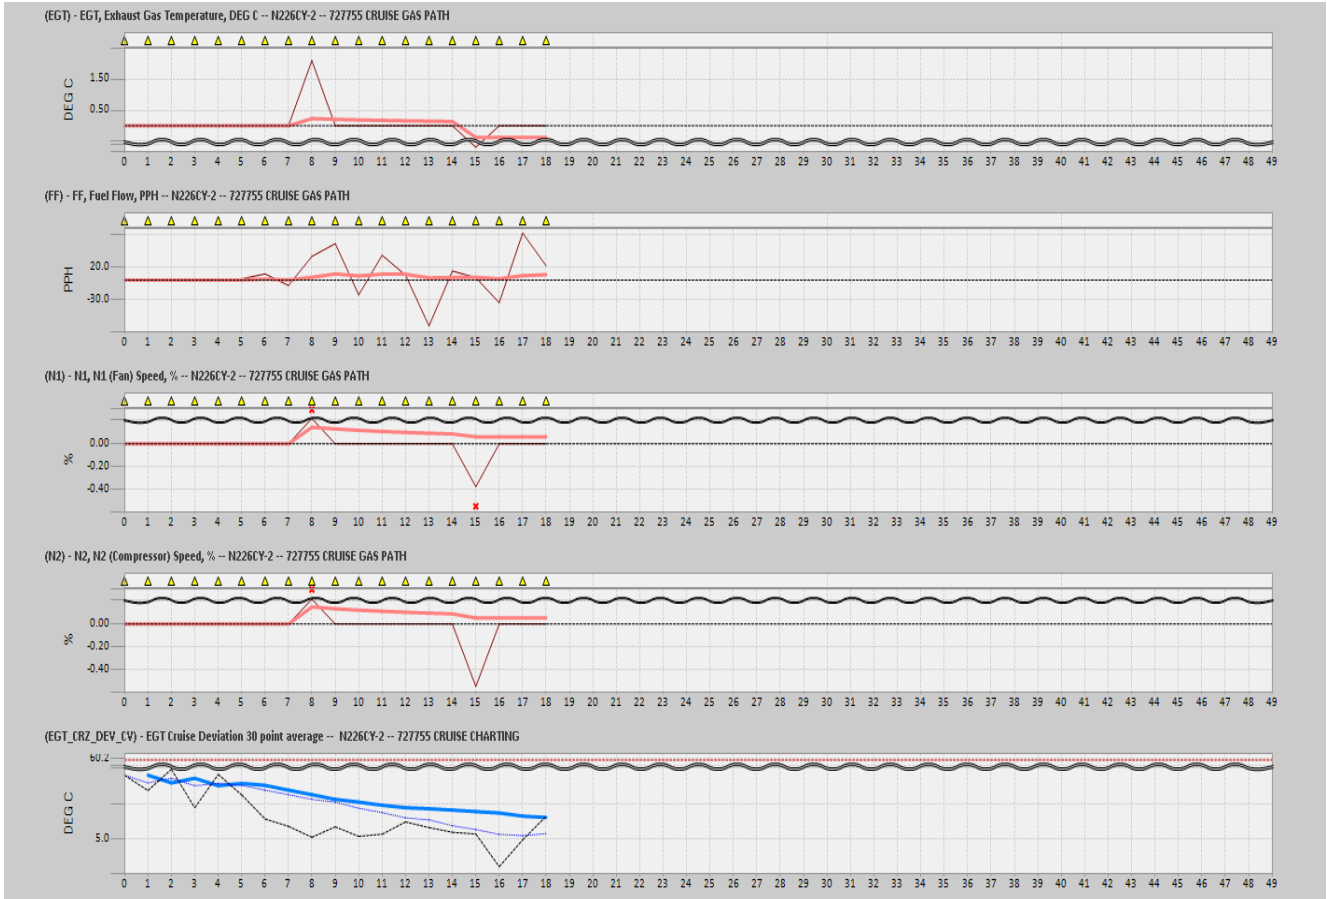 (EGT) - EGT, Exhaust Gas Temperature, DEG C -- N226CY-2 -- 727755 CRUISE GAS PATH
DEG C
1.50
0.50
0 1 2 3 4 5 6 7 8 9 10 11 12 13 14 15 16 17 18 19 20 21 22 23 24 25 26 27 28 29 30 31 32 33 34 35 36 37 38 39 40 41 42 43 44 45 46 47 48 49
(FF) - FF, Fuel Flow, PPH -- N226CY-2 -- 727755 CRUISE GAS PATH
PPH
20.0
-30.0
0 1 2 3 4 5 6 7 8 9 10 11 12 13 14 15 16 17 18 19 20 21 22 23 24 25 26 27 28 29 30 31 32 33 34 35 36 37 38 39 40 41 42 43 44 45 46 47 48 49
(N1) - N1, N1 (Fan) Speed, % -- N226CY-2 -- 727755 CRUISE GAS PATH
%
0.00
-0.20
-0.40
0 1 2 3 4 5 6 7 8 9 10 11 12 13 14 15 16 17 18 19 20 21 22 23 24 25 26 27 28 29 30 31 32 33 34 35 36 37 38 39 40 41 42 43 44 45 46 47 48 49
(N2) - N2, N2 (Compressor) Speed, % -- N226CY-2 -- 727755 CRUISE GAS PATH
%
0.00
-0.20
-0.40
0 1 2 3 4 5 6 7 8 9 10 11 12 13 14 15 16 17 18 19 20 21 22 23 24 25 26 27 28 29 30 31 32 33 34 35 36 37 38 39 40 41 42 43 44 45 46 47 48 49
(EGT_CRZ_DEV_CV) - EGT Cruise Deviation 30 point average -- N226CY-2 -- 727755 CRUISE CHARTING
DEG C
60.2
5.0
0 1 2 3 4 5 6 7 8 9 10 11 12 13 14 15 16 17 18 19 20 21 22 23 24 25 26 27 28 29 30 31 32 33 34 35 36 37 38 39 40 41 42 43 44 45 46 47 48 49